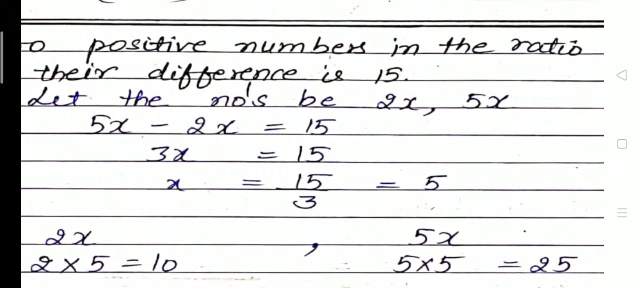 o positive numbers in the ratio
their difference is 15.
Let the no's be 2x, 5x
5x - 2x = 15
3x = 15
x = 15/3 = 5
2x , 5x
2 × 5 = 10 5×5 = 25